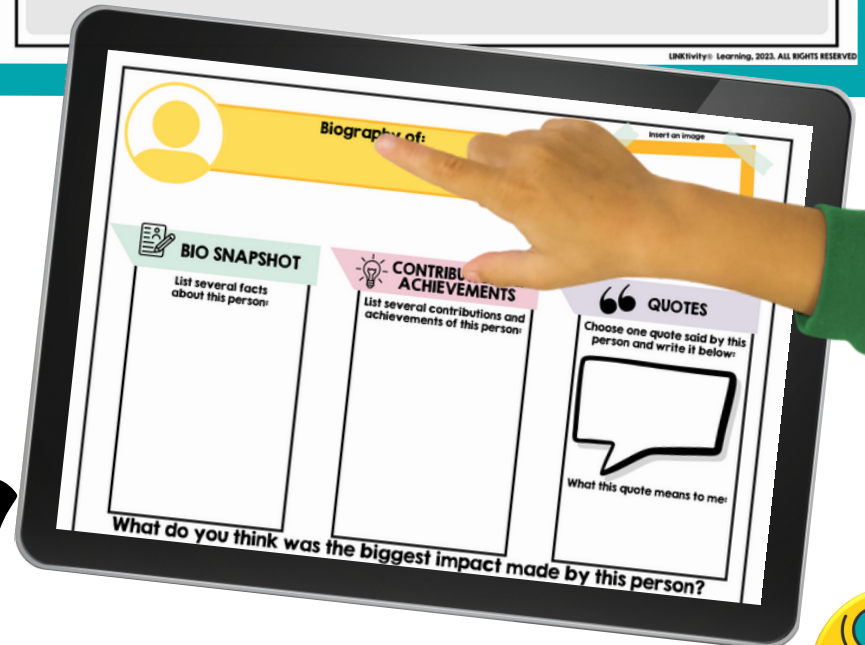 LINKtivity® Learning, 2023. ALL RIGHTS RESERVED
Biography of:
Insert an image
BIO SNAPSHOT
List several facts
about this person:
ACHIEVEMENTS
List several contributions and
achievements of this person:
QUOTES
Choose one quote said by this
person and write it below:
What this quote means to me:
What do you think was the biggest impact made by this person?